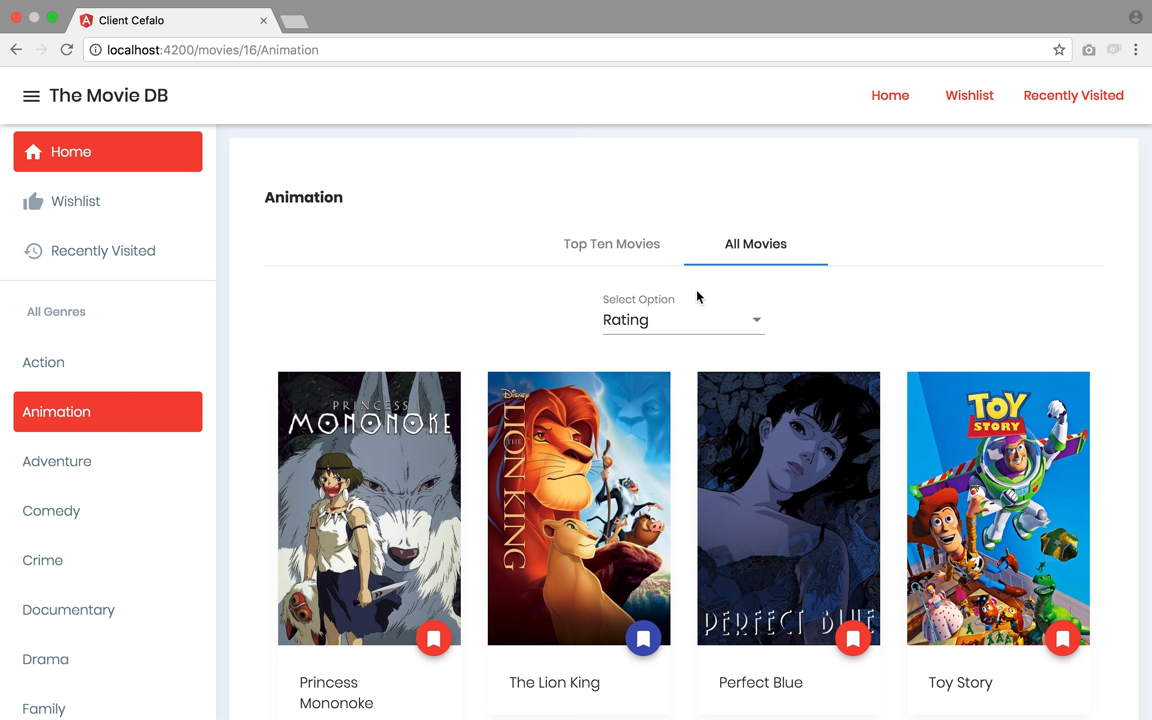 Client Cefalo
localhost:4200/movies/16/Animation
The Movie DB
Home
Wishlist
Recently Visited
Home
Wishlist
Recently Visited
All Genres
Action
Animation
Adventure
Comedy
Crime
Documentary
Drama
Family
Animation
Top Ten Movies
All Movies
Select Option
Rating
PRINCESS
MONONOKE
Disney
THE LION KING
PERFECT BLUE
TOY
STORY
Princess
Mononoke
The Lion King
Perfect Blue
Toy Story